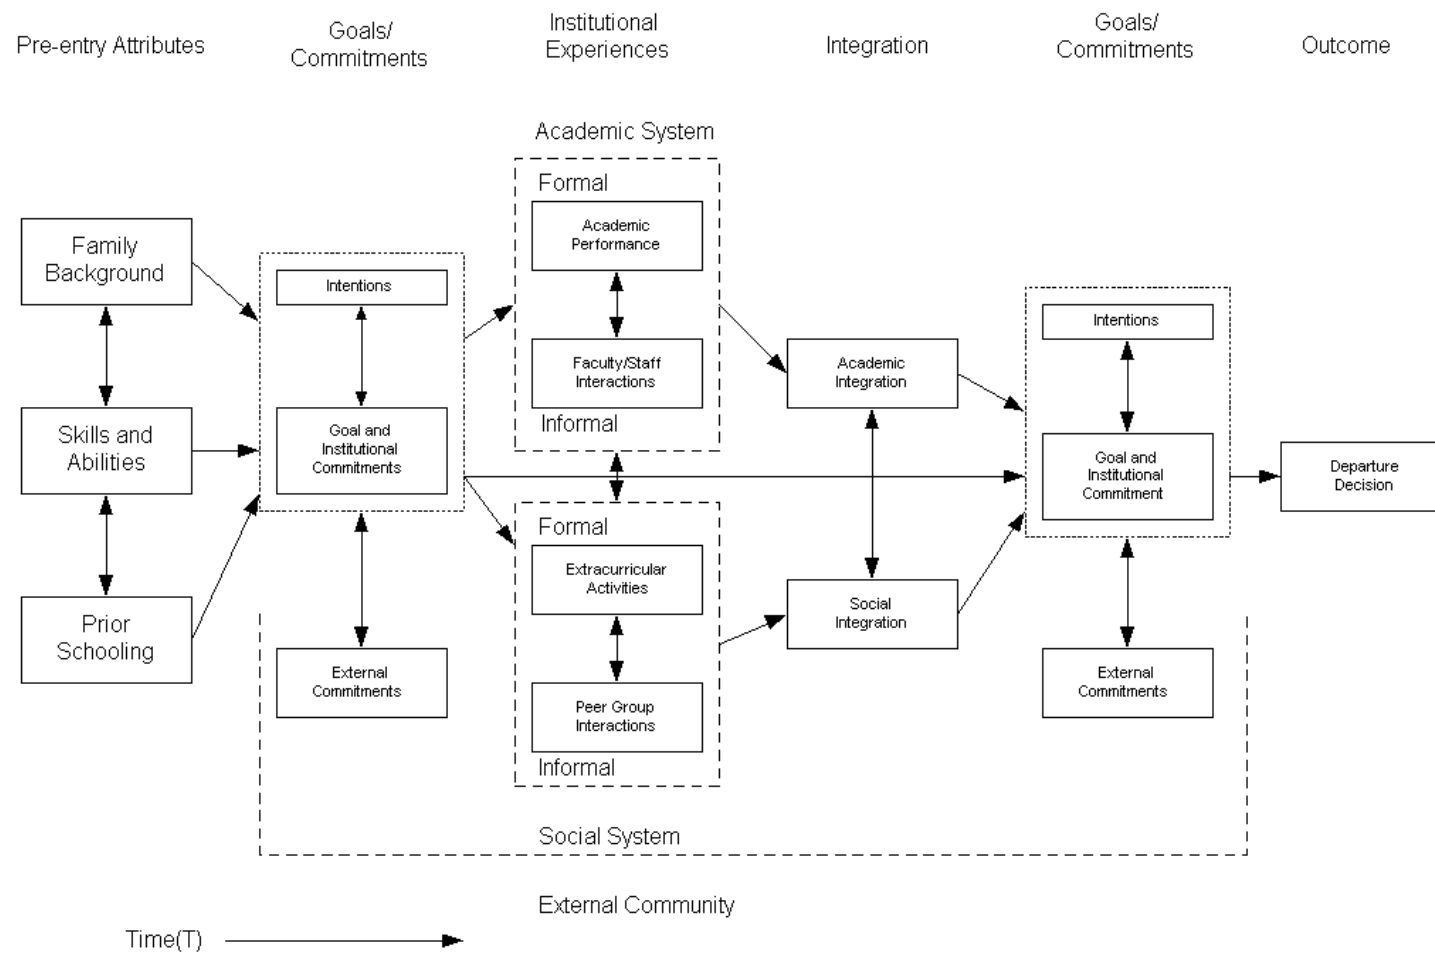 Pre-entry Attributes
Goals/
Commitments
Institutional
Experiences
Integration
Goals/
Commitments
Outcome
Academic System
Formal
Academic
Performance
Faculty/Staff
Interactions
Informal
Family
Background
Skills and
Abilities
Prior
Schooling
Intentions
Goal and
Institutional
Commitments
External
Commitments
Formal
Extracurricular
Activities
Peer Group
Interactions
Informal
Social System
Academic
Integration
Social
Integration
Intentions
Goal and
Institutional
Commitment
External
Commitments
Departure
Decision
External Community
Time(T)